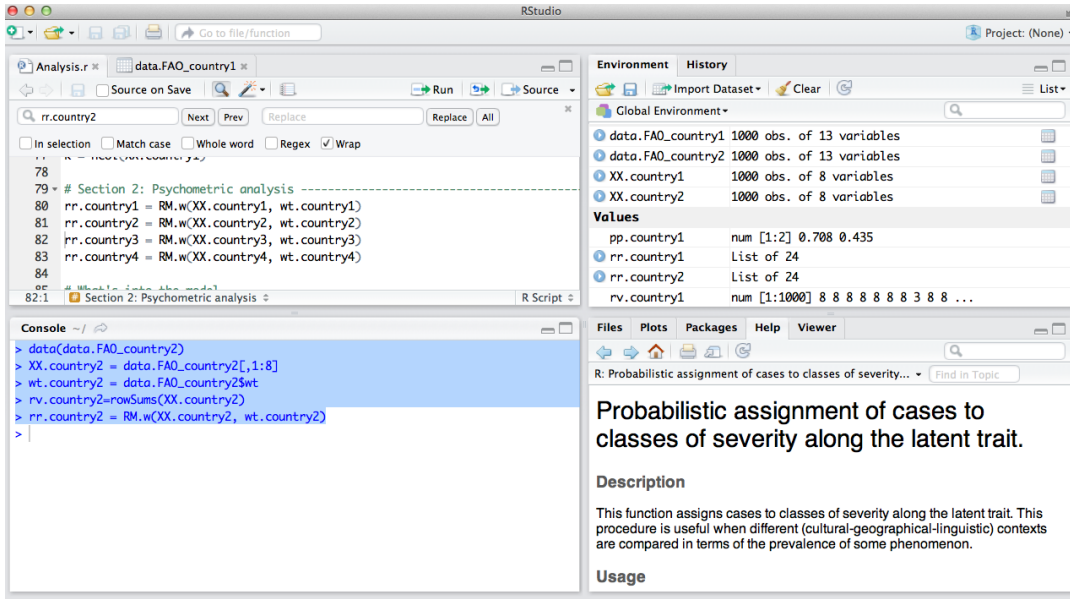 RStudio
Go to file/function
Project: (None)
Analysis.r
data.FAO_country1
Source on Save
Run
Source
rr.country2
Next
Prev
Replace
Replace
All
In selection
Match case
Whole word
Regex
Wrap
78
79 # Section 2: Psychometric analysis ----------------------------------
80 rr.country1 = RM.w(XX.country1, wt.country1)
81 rr.country2 = RM.w(XX.country2, wt.country2)
82 rr.country3 = RM.w(XX.country3, wt.country3)
83 rr.country4 = RM.w(XX.country4, wt.country4)
84
82:1
Section 2: Psychometric analysis
R Script
Console ~/
> data(data.FAO_country2)
> XX.country2 = data.FAO_country2[,1:8]
> wt.country2 = data.FAO_country2$wt
> rv.country2=rowSums(XX.country2)
> rr.country2 = RM.w(XX.country2, wt.country2)
>
Environment
History
Import Dataset
Clear
List
Global Environment
data.FAO_country1 1000 obs. of 13 variables
data.FAO_country2 1000 obs. of 13 variables
XX.country1 1000 obs. of 8 variables
XX.country2 1000 obs. of 8 variables
Values
pp.country1 num [1:2] 0.708 0.435
rr.country1 List of 24
rr.country2 List of 24
rv.country1 num [1:1000] 8 8 8 8 8 8 8 3 8 8 ...
Files
Plots
Packages
Help
Viewer
R: Probabilistic assignment of cases to classes of severity...
Find in Topic
Probabilistic assignment of cases to
classes of severity along the latent trait.
Description
This function assigns cases to classes of severity along the latent trait. This
procedure is useful when different (cultural-geographical-linguistic) contexts
are compared in terms of the prevalence of some phenomenon.
Usage